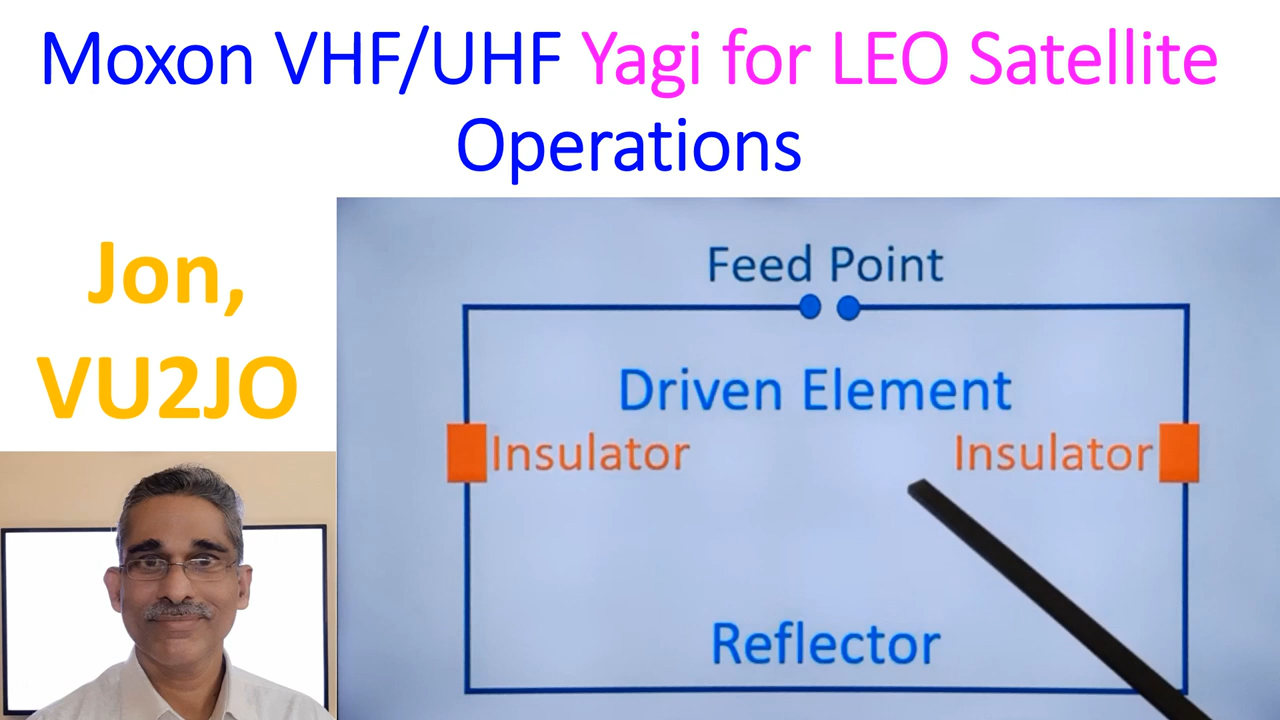 Moxon VHF/UHF Yagi for LEO Satellite
Operations
Jon,
VU2JO
Feed Point
Driven Element
Insulator Insulator
Reflector